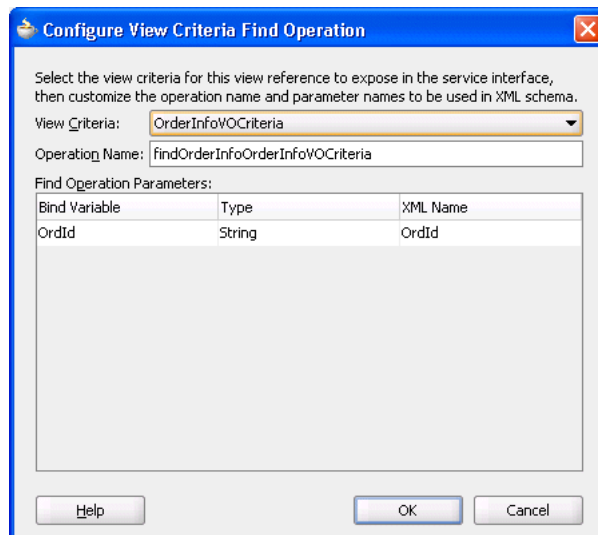 Configure View Criteria Find Operation
Select the view criteria for this view reference to expose in the service interface,
then customize the operation name and parameter names to be used in XML schema.
View Criteria: OrderInfoVOCriteria
Operation Name: findOrderInfoOrderInfoVOCriteria
Find Operation Parameters:
Bind Variable Type XML Name
OrdId String OrdId
Help OK Cancel